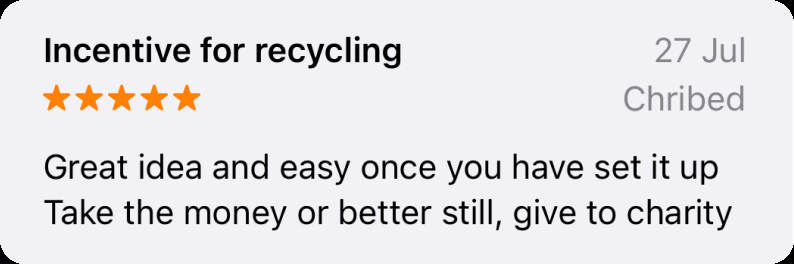 Incentive for recycling
27 Jul
★★★★★
Chribed
Great idea and easy once you have set it up
Take the money or better still, give to charity